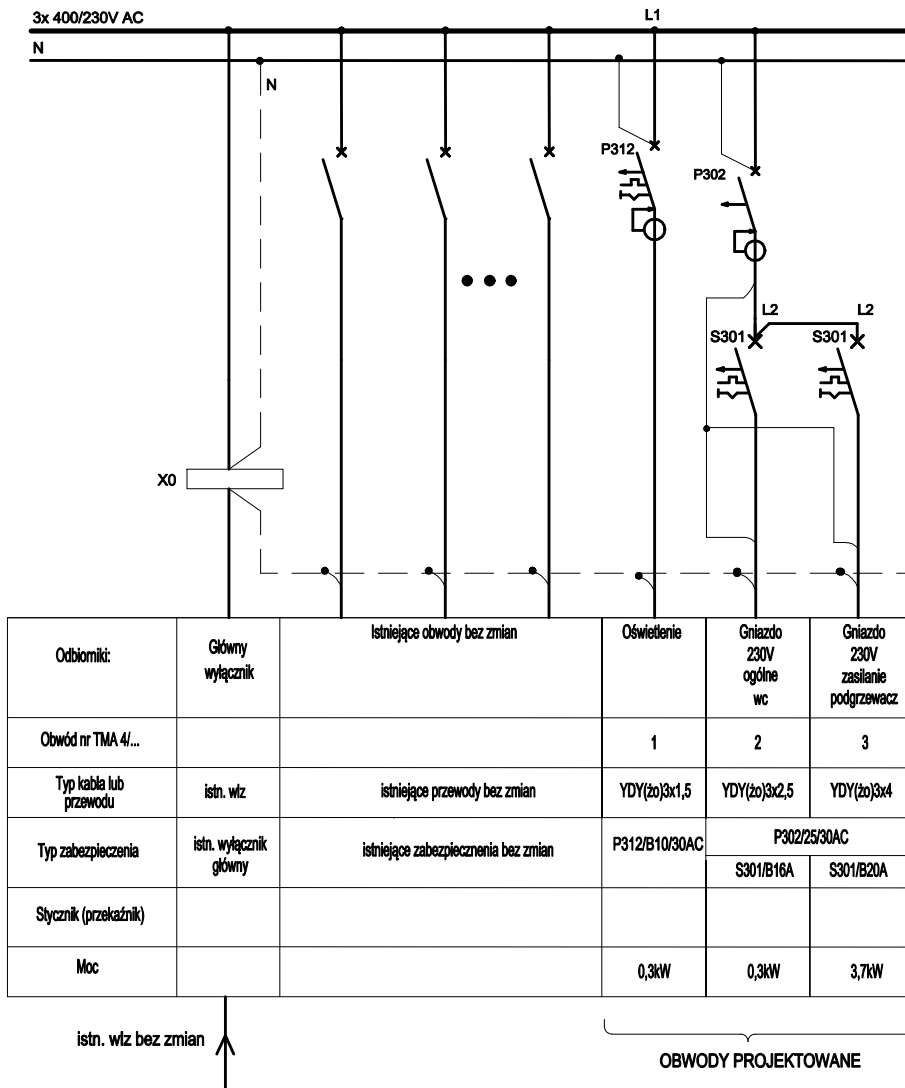 3x 400/230V AC
L1
N
N
P312
P302
L2
L2
S301
S301
X0
Odbiorniki:
Główny
wyłącznik
Istniejące obwody bez zmian
Oświetlenie
Gniazdo
230V
ogólne
wc
Gniazdo
230V
zasilanie
podgrzewacz
Obwód nr TMA 4/...
1
2
3
Typ kabla lub
przewodu
istn. wlz
istniejące przewody bez zmian
YDY(żo)3x1,5
YDY(żo)3x2,5
YDY(żo)3x4
Typ zabezpieczenia
istn. wyłącznik
główny
istniejące zabezpiecznenia bez zmian
P312/B10/30AC
P302/25/30AC
S301/B16A
S301/B20A
Stycznik (przekaźnik)
Moc
0,3kW
0,3kW
3,7kW
istn. wlz bez zmian
OBWODY PROJEKTOWANE